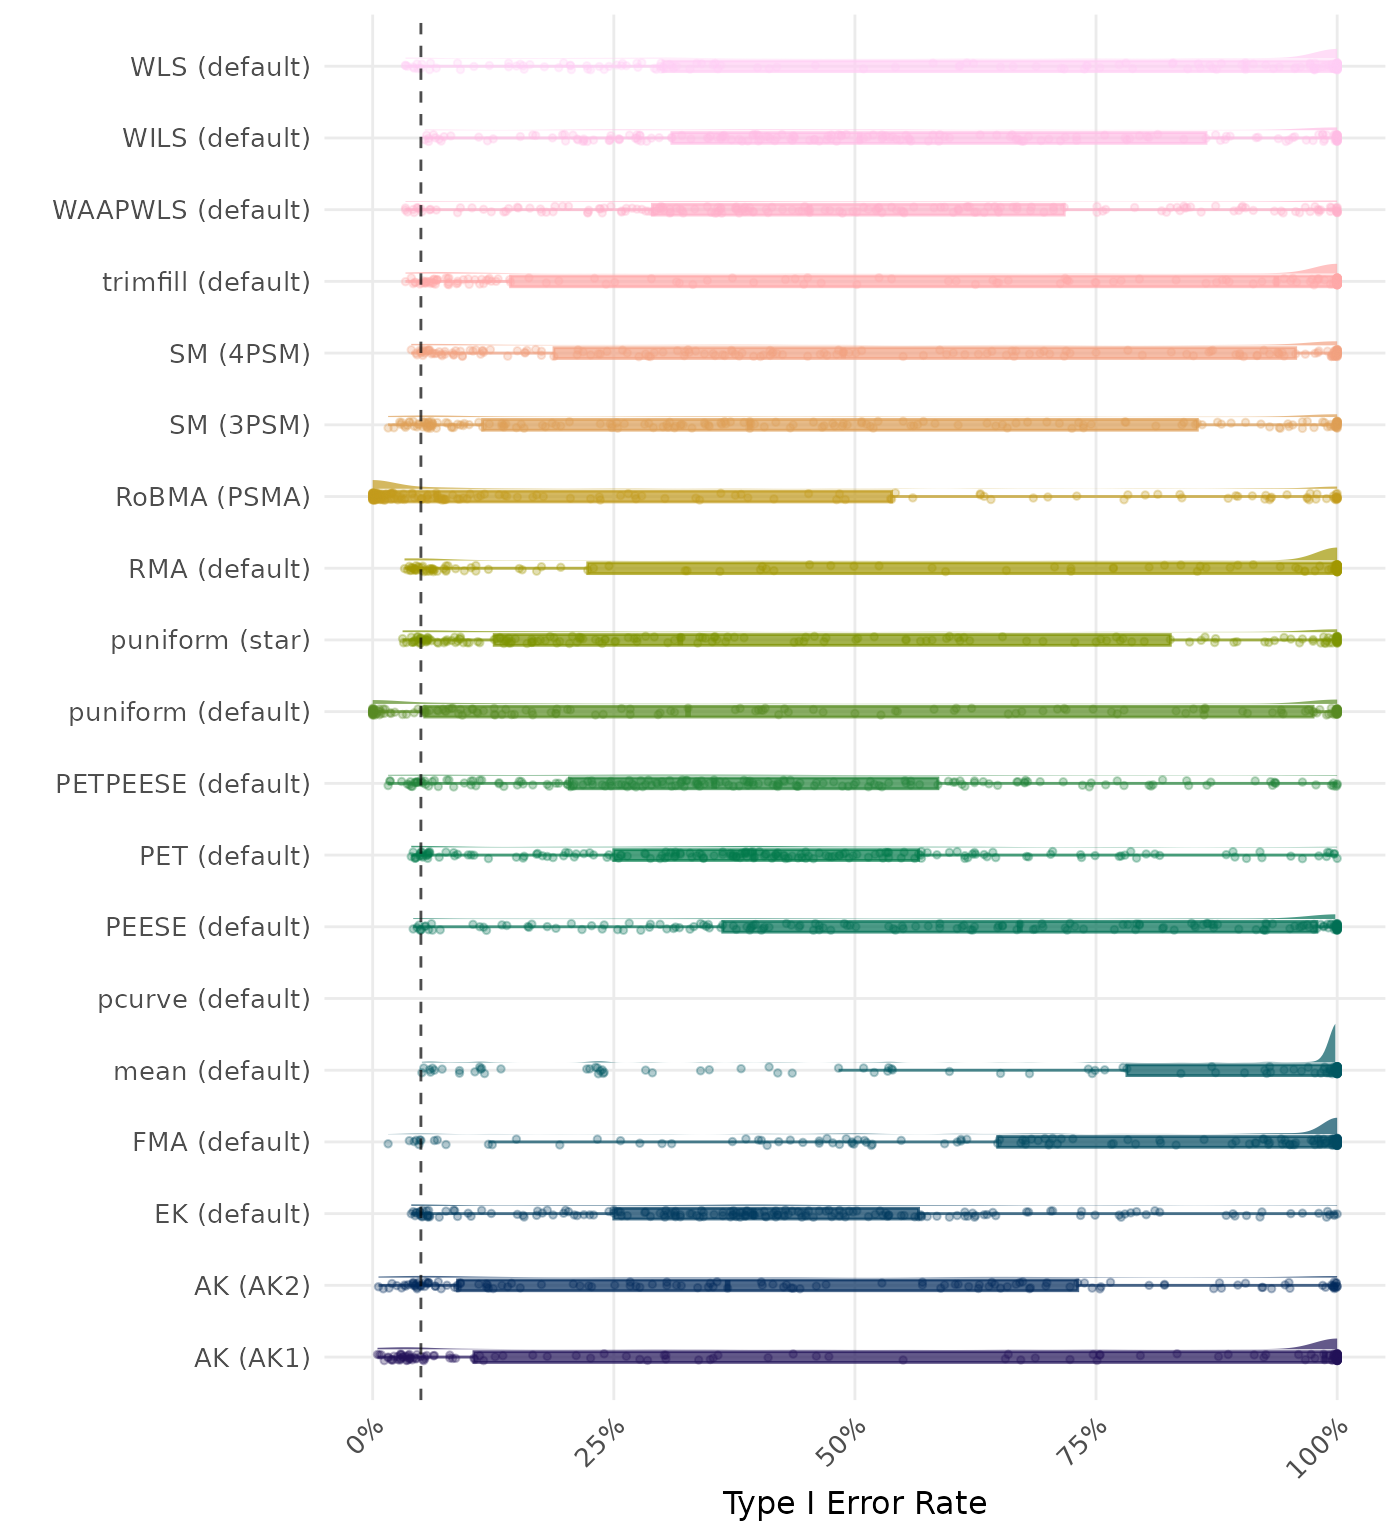 WLS (default)
WILS (default)
WAAPWLS (default)
trimfill (default)
SM (4PSM)
SM (3PSM)
RoBMA (PSMA)
RMA (default)
puniform (star)
puniform (default)
PETPEESE (default)
PET (default)
PEESE (default)
pcurve (default)
mean (default)
FMA (default)
EK (default)
AK (AK2)
AK (AK1)
0% 25% 50% 75% 100%
Type I Error Rate